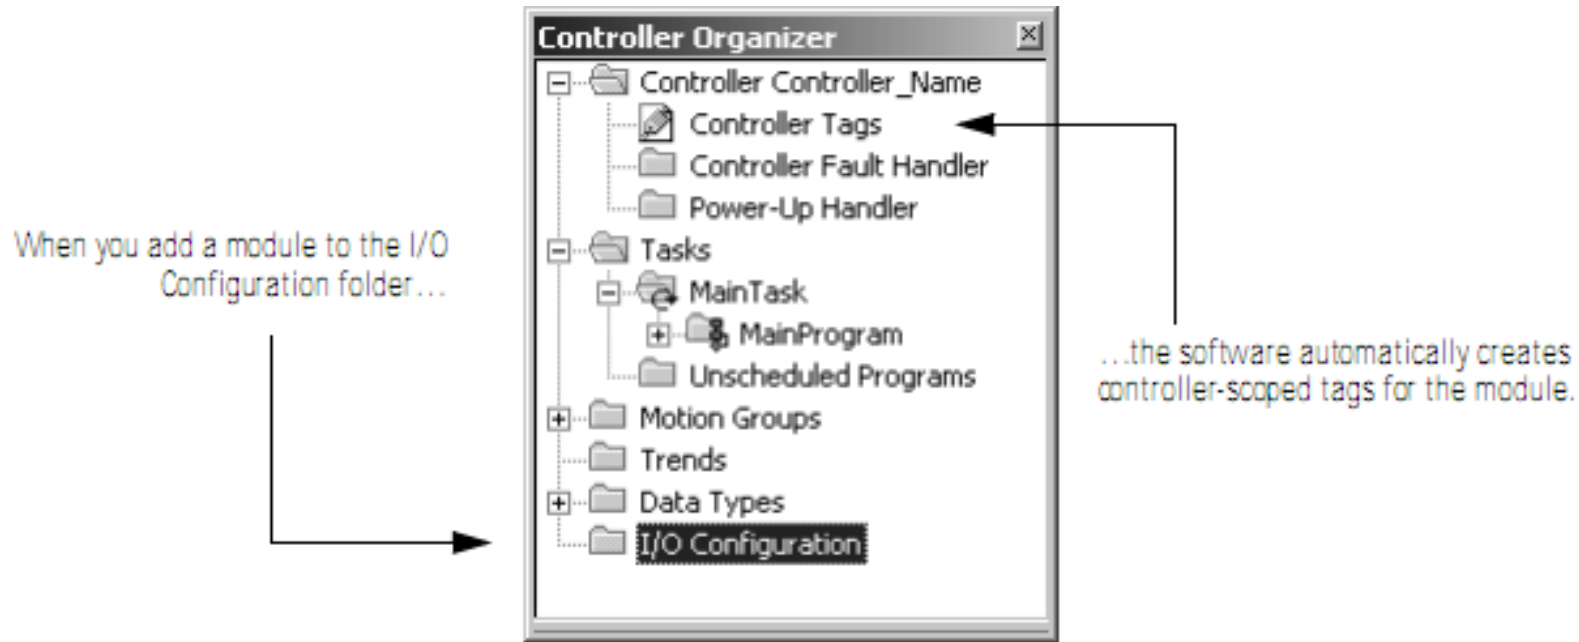 Controller Organizer
Controller Controller_Name
Controller Tags
Controller Fault Handler
Power-Up Handler
Tasks
MainTask
MainProgram
Unscheduled Programs
Motion Groups
Trends
Data Types
I/O Configuration
When you add a module to the I/O
Configuration folder...
...the software automatically creates
controller-scoped tags for the module.